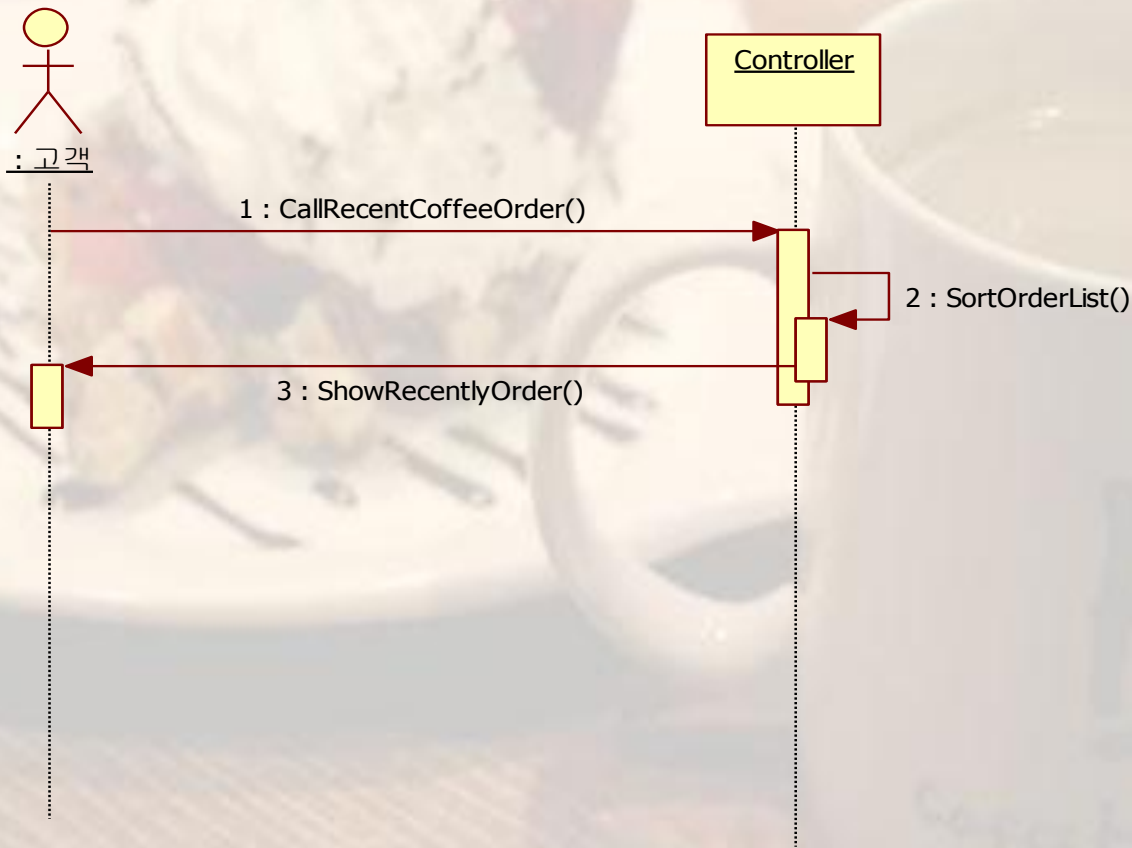 Controller
: 고객
1 : CallRecentCoffeeOrder()
2 : SortOrderList()
3 : ShowRecentlyOrder()